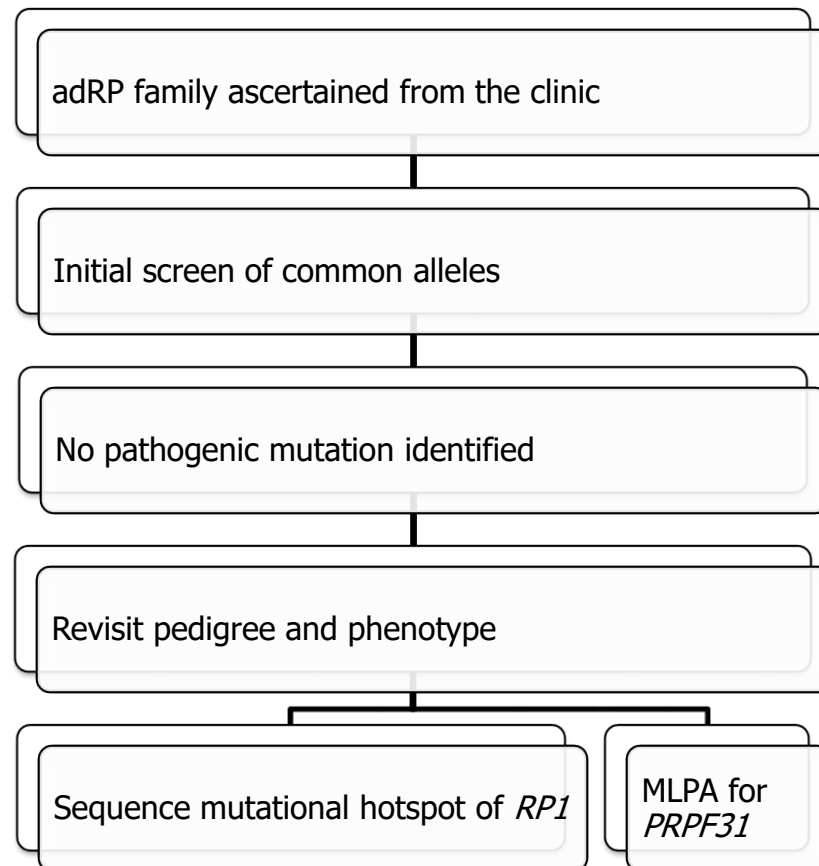 adRP family ascertained from the clinic
Initial screen of common alleles
No pathogenic mutation identified
Revisit pedigree and phenotype
Sequence mutational hotspot of RP1
MLPA for
PRPF31